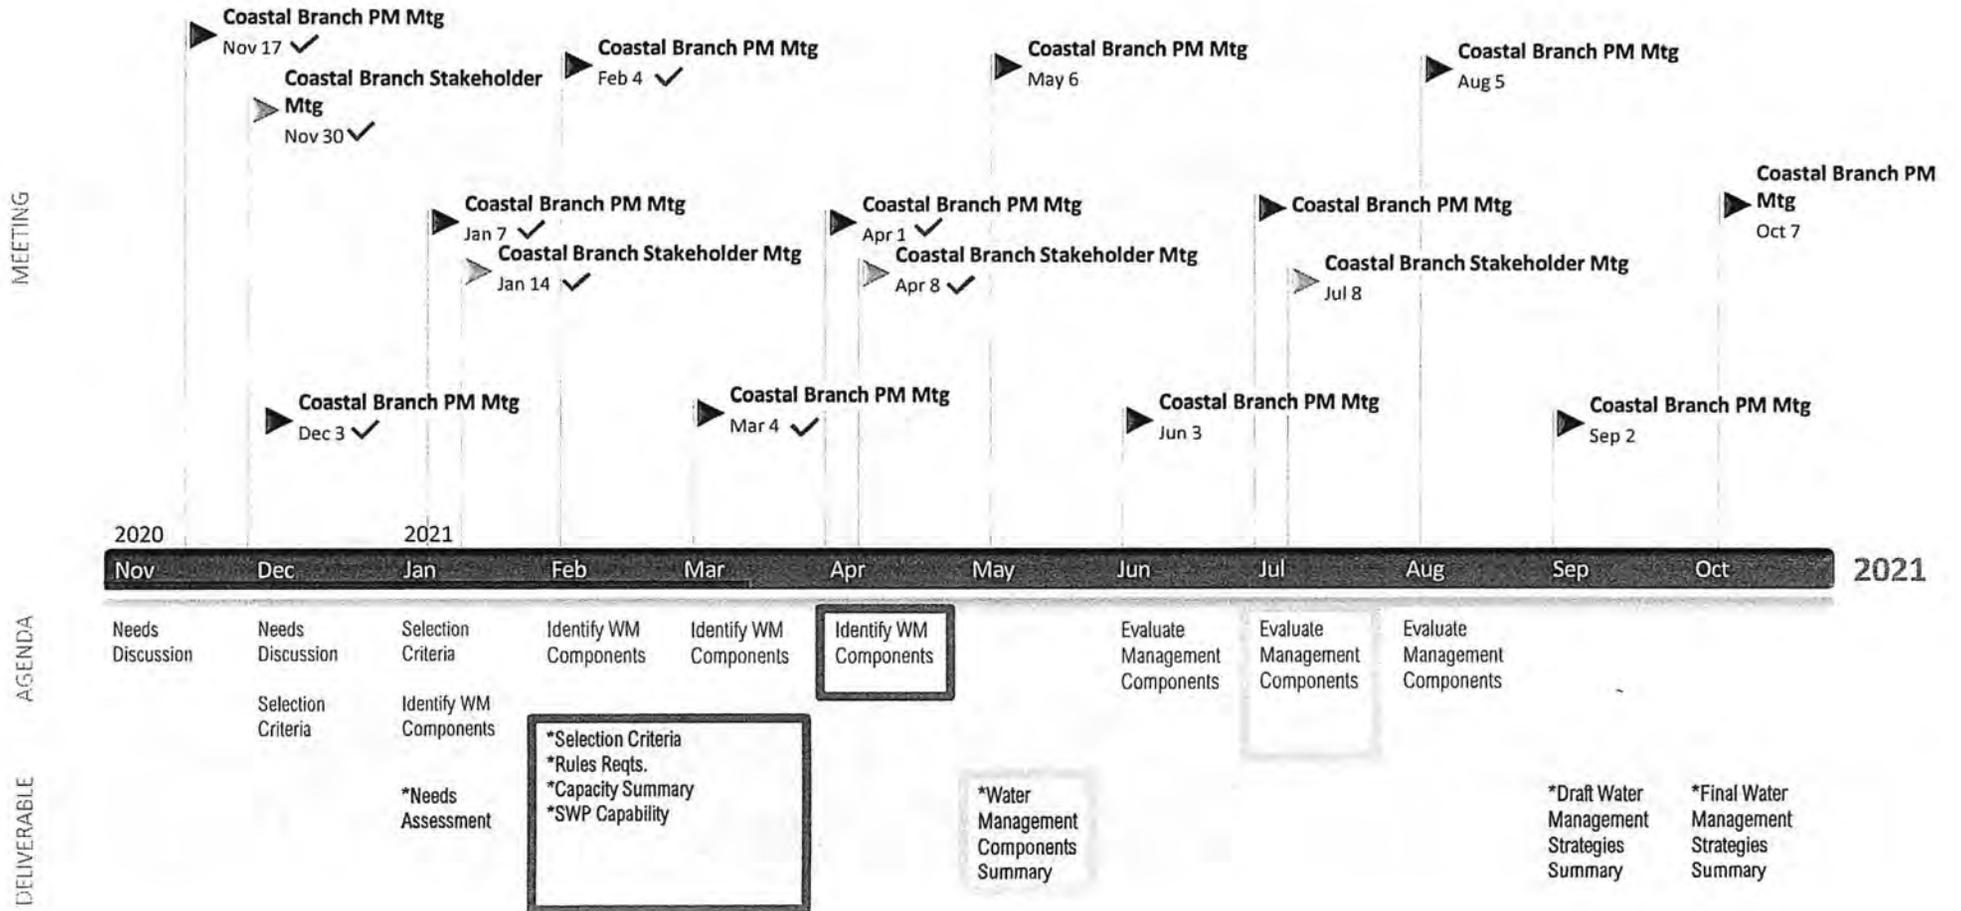 Coastal Branch PM Mtg
Nov 17
Coastal Branch Stakeholder
Mtg
Nov 30
Coastal Branch PM Mtg
Feb 4
Coastal Branch PM Mtg
May 6
Coastal Branch PM Mtg
Aug 5
MEETING
Coastal Branch PM Mtg
Jan 7
Coastal Branch Stakeholder Mtg
Jan 14
Coastal Branch PM Mtg
Apr 1
Coastal Branch Stakeholder Mtg
Apr 8
Coastal Branch PM Mtg
Coastal Branch Stakeholder Mtg
Jul 8
Coastal Branch PM
Mtg
Oct 7
Coastal Branch PM Mtg
Dec 3
Coastal Branch PM Mtg
Mar 4
Coastal Branch PM Mtg
Jun 3
Coastal Branch PM Mtg
Sep 2
2020
2021
Nov Dec Jan Feb Mar Apr May Jun Jul Aug Sep Oct
2021
AGENDA
Needs
Discussion
Needs
Discussion
Selection
Criteria
Selection
Criteria
Identify WM
Components
Identify WM
Components
Identify WM
Components
Identify WM
Components
Evaluate
Management
Components
Evaluate
Management
Components
Evaluate
Management
Components
DELIVERABLE
*Needs
Assessment
*Selection Criteria
*Rules Reqts.
*Capacity Summary
*SWP Capability
*Water
Management
Components
Summary
*Draft Water
Management
Strategies
Summary
*Final Water
Management
Strategies
Summary